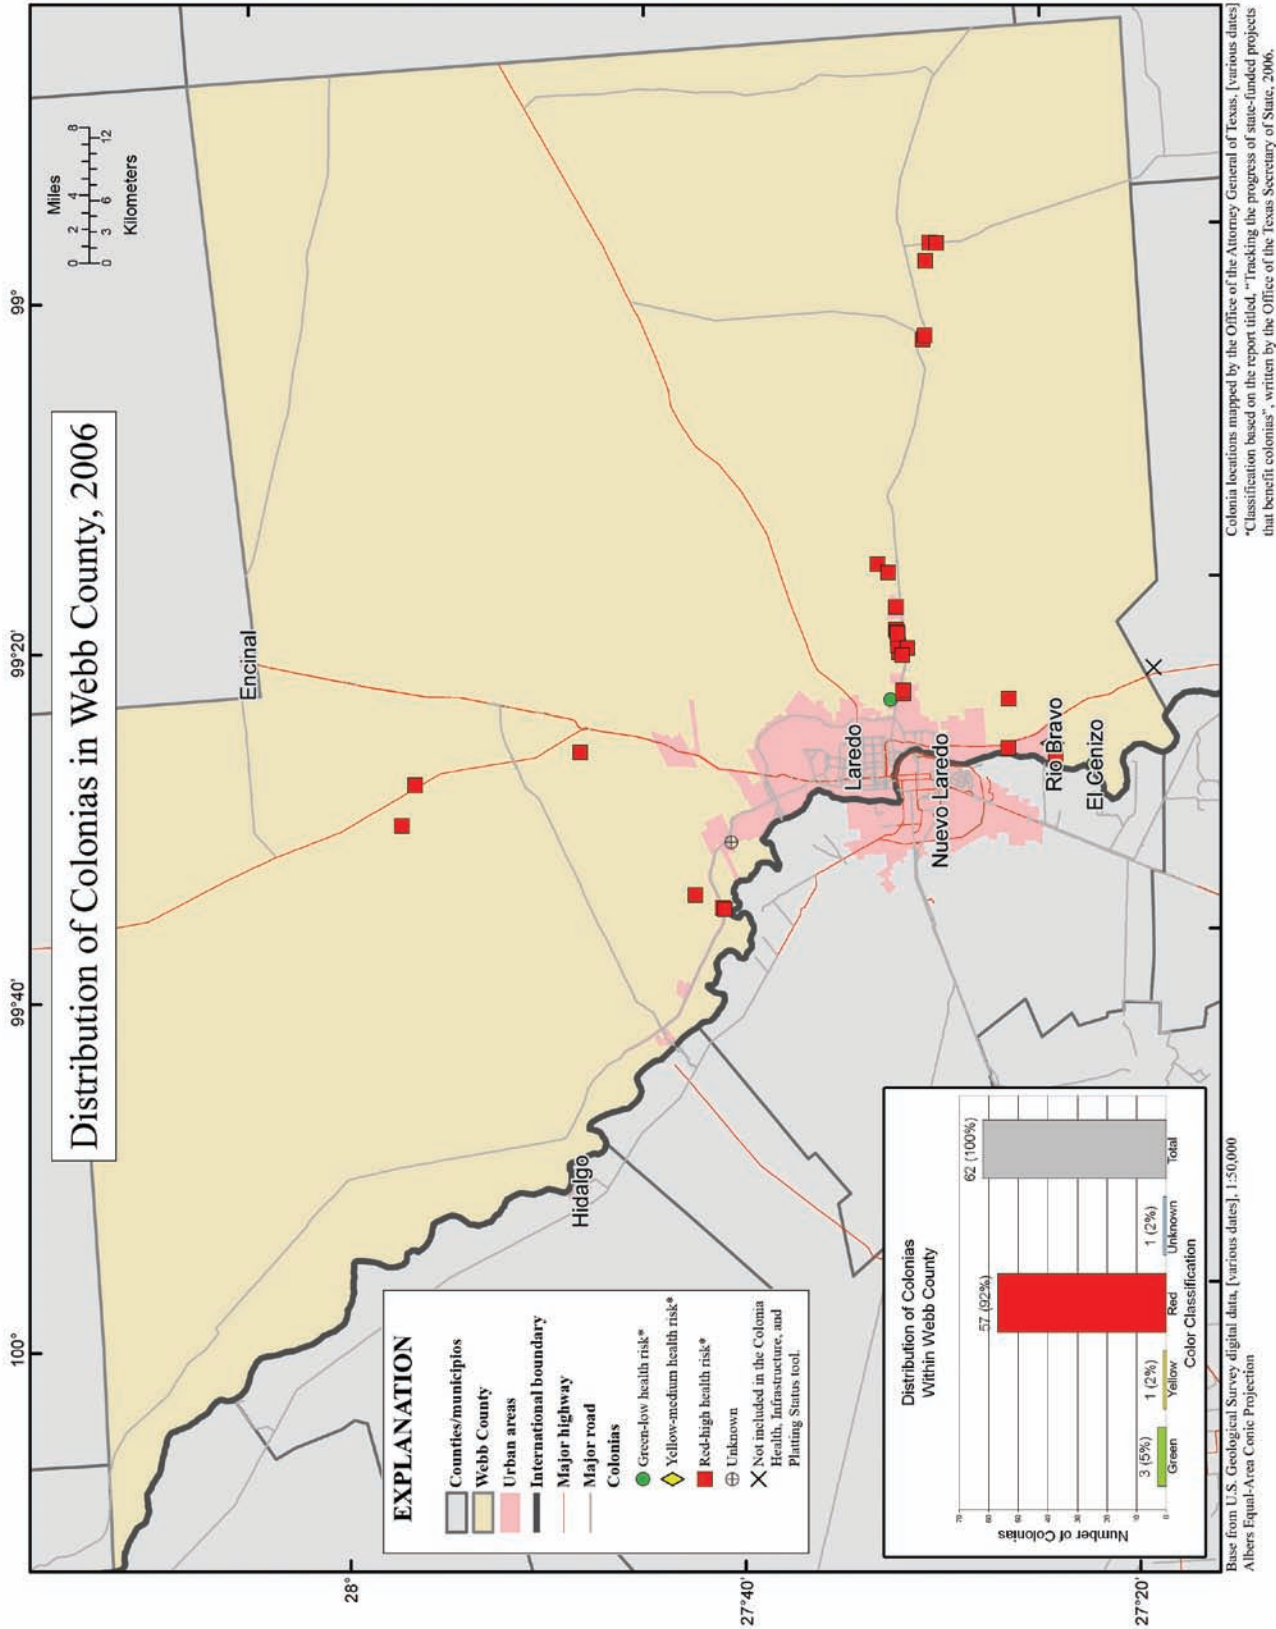 Distribution of Colonias in Webb County, 2006
100°
99°40'
99°20'
99°
Miles
0 2 4 8
0 3 6 12
Kilometers
28°
27°40'
27°20'
Encinal
Hidalgo
Laredo
Nuevo Laredo
Rio Bravo
El Cenizo
EXPLANATION
Counties/municipios
Webb County
Urban areas
International boundary
Major highway
Major road
Colonias
Green-low health risk*
Yellow-medium health risk*
Red-high health risk*
Unknown
Not included in the Colonia
Health, Infrastructure, and
Platting Status tool.
Distribution of Colonias
Within Webb County
Number of Colonias
70
60
50
40
30
20
10
0
3 (5%)
1 (2%)
57 (92%)
1 (2%)
62 (100%)
Green
Yellow
Red
Unknown
Total
Color Classification
Base from U.S. Geological Survey digital data, [various dates], 1:50,000
Albers Equal-Area Conic Projection
Colonia locations mapped by the Office of the Attorney General of Texas, [various dates]
*Classification based on the report titled, "Tracking the progress of state-funded projects
that benefit colonias", written by the Office of the Texas Secretary of State, 2006.